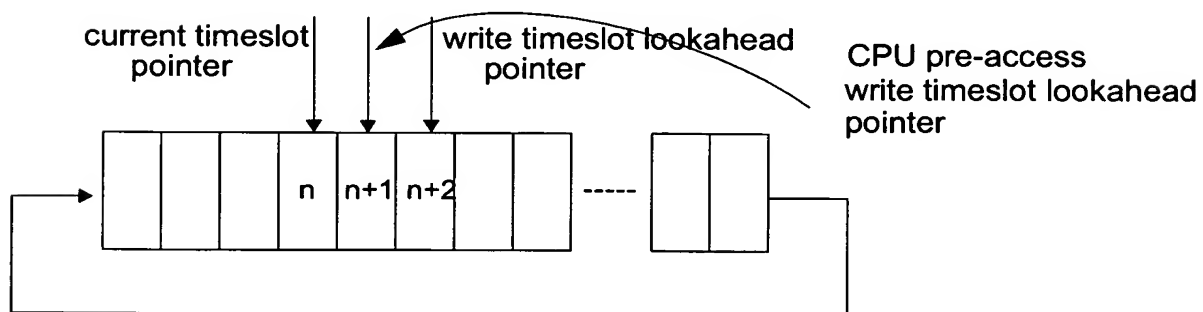 current timeslot
pointer
write timeslot lookahead
pointer
CPU pre-access
write timeslot lookahead
pointer
n
n+1
n+2